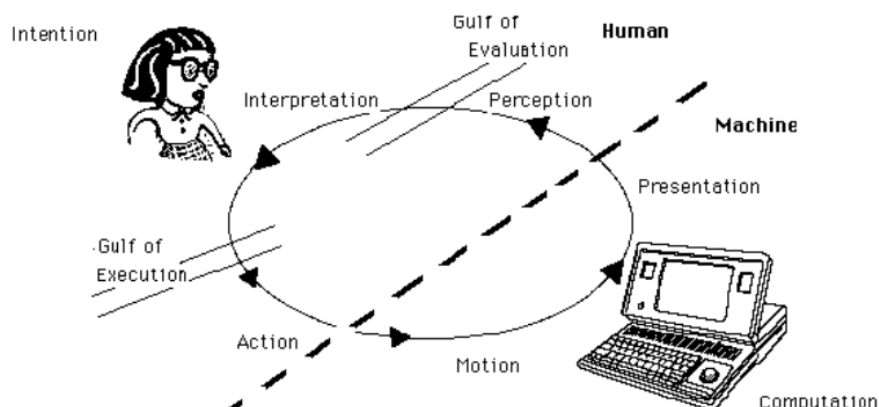 Intention
Gulf of
Evaluation
Human
Interpretation
Perception
Machine
Presentation
Gulf of
Execution
Action
Motion
Computation